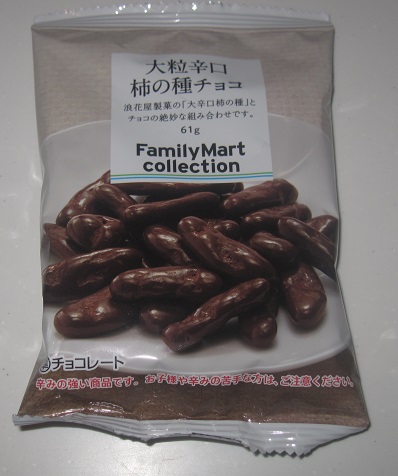 大粒辛口
柿の種チョコ
浪花屋製菓の「大辛口柿の種」と
チョコの絶妙な組み合わせです。
61g
FamilyMart
collection
チョコレート
辛みの強い商品です。お子様や辛みの苦手な方は、ご注意ください。